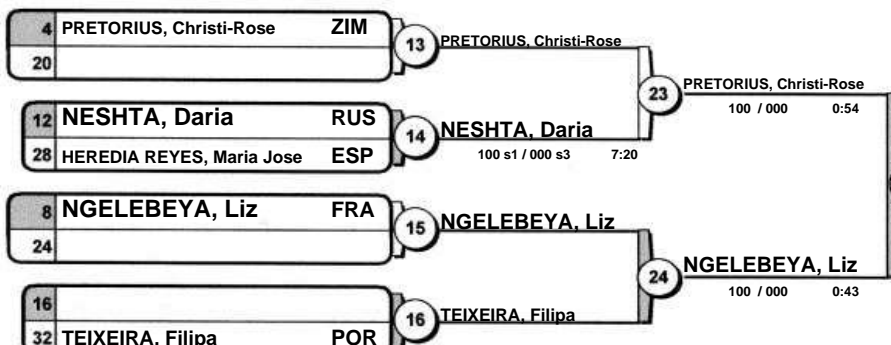 4 PRETORIUS, Christi-Rose ZIM
20
13 PRETORIUS, Christi-Rose
12 NESHTA, Daria RUS
28 HEREDIA REYES, Maria Jose ESP
14 NESHTA, Daria
100 s1 / 000 s3 7:20
23 PRETORIUS, Christi-Rose
100 / 000 0:54
8 NGELEBEYA, Liz FRA
24
15 NGELEBEYA, Liz
16
32 TEIXEIRA, Filipa POR
16 TEIXEIRA, Filipa
24 NGELEBEYA, Liz
100 / 000 0:43